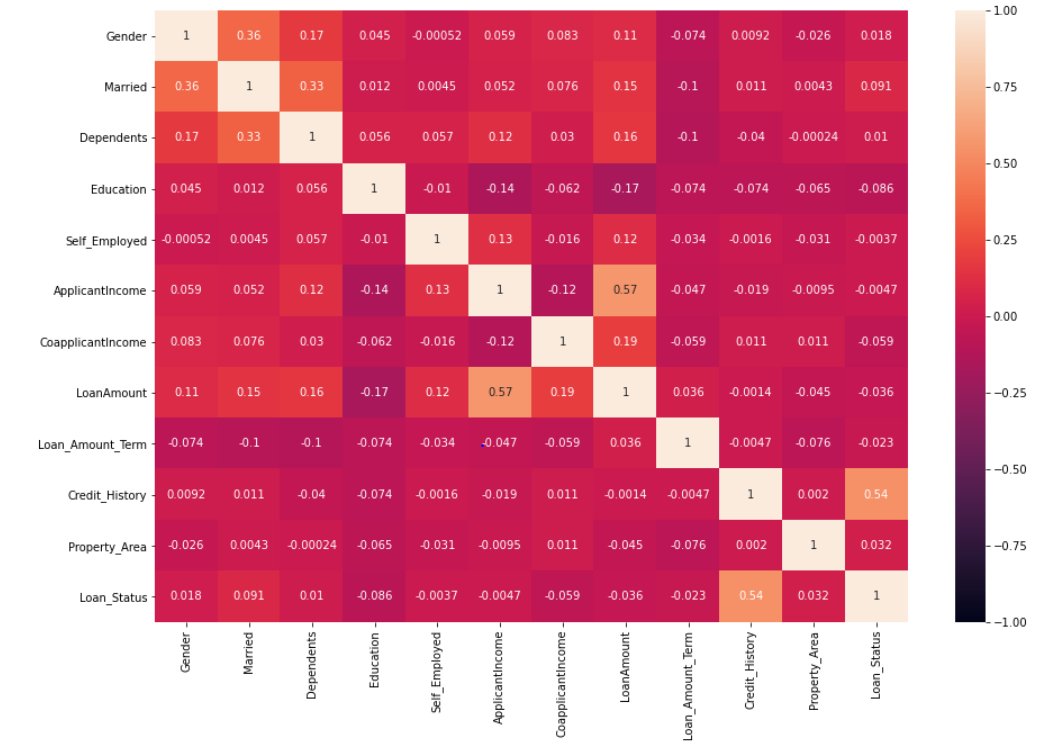 Gender 1 0.36 0.17 0.045 -0.00052 0.059 0.083 0.11 -0.074 0.0092 -0.026 0.018
Married 0.36 1 0.33 0.012 0.0045 0.052 0.076 0.15 -0.1 0.011 0.0043 0.091
Dependents 0.17 0.33 1 0.056 0.057 0.12 0.03 0.16 -0.1 -0.04 -0.00024 0.01
Education 0.045 0.012 0.056 1 -0.01 -0.14 -0.062 -0.17 -0.074 -0.074 -0.065 -0.086
Self_Employed -0.00052 0.0045 0.057 -0.01 1 0.13 -0.016 0.12 -0.034 -0.0016 -0.031 -0.0037
ApplicantIncome 0.059 0.052 0.12 -0.14 0.13 1 -0.12 0.57 -0.047 -0.019 -0.0095 -0.0047
CoapplicantIncome 0.083 0.076 0.03 -0.062 -0.016 -0.12 1 0.19 -0.059 0.011 0.011 -0.059
LoanAmount 0.11 0.15 0.16 -0.17 0.12 0.57 0.19 1 0.036 -0.0014 -0.045 -0.036
Loan_Amount_Term -0.074 -0.1 -0.1 -0.074 -0.034 -0.047 -0.059 0.036 1 -0.0047 -0.076 -0.023
Credit_History 0.0092 0.011 -0.04 -0.074 -0.0016 -0.019 0.011 -0.0014 -0.0047 1 0.002 0.54
Property_Area -0.026 0.0043 -0.00024 -0.065 -0.031 -0.0095 0.011 -0.045 -0.076 0.002 1 0.032
Loan_Status 0.018 0.091 0.01 -0.086 -0.0037 -0.0047 -0.059 -0.036 -0.023 0.54 0.032 1
Gender
Married
Dependents
Education
Self_Employed
ApplicantIncome
CoapplicantIncome
LoanAmount
Loan_Amount_Term
Credit_History
Property_Area
Loan_Status
1.00
0.75
0.50
0.25
0.00
−0.25
−0.50
−0.75
−1.00